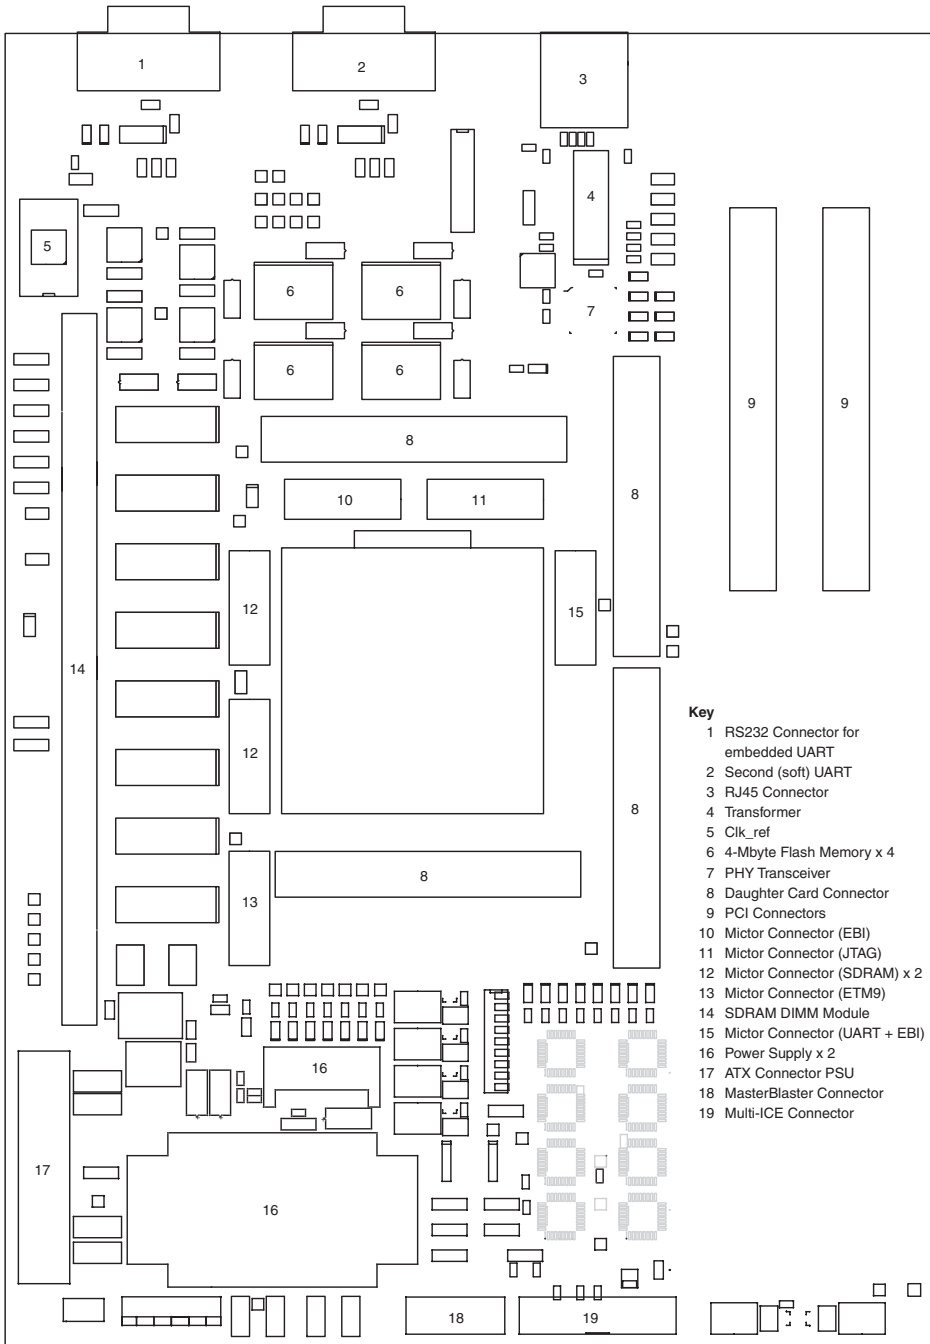 1
2
3
4
5
6
6
7
6
6
9
9
8
8
10
11
12
15
14
12
8
8
13
16
17
16
18
19
Key
1 RS232 Connector for
embedded UART
2 Second (soft) UART
3 RJ45 Connector
4 Transformer
5 Clk_ref
6 4-Mbyte Flash Memory x 4
7 PHY Transceiver
8 Daughter Card Connector
9 PCI Connectors
10 Mictor Connector (EBI)
11 Mictor Connector (JTAG)
12 Mictor Connector (SDRAM) x 2
13 Mictor Connector (ETM9)
14 SDRAM DIMM Module
15 Mictor Connector (UART + EBI)
16 Power Supply x 2
17 ATX Connector PSU
18 MasterBlaster Connector
19 Multi-ICE Connector